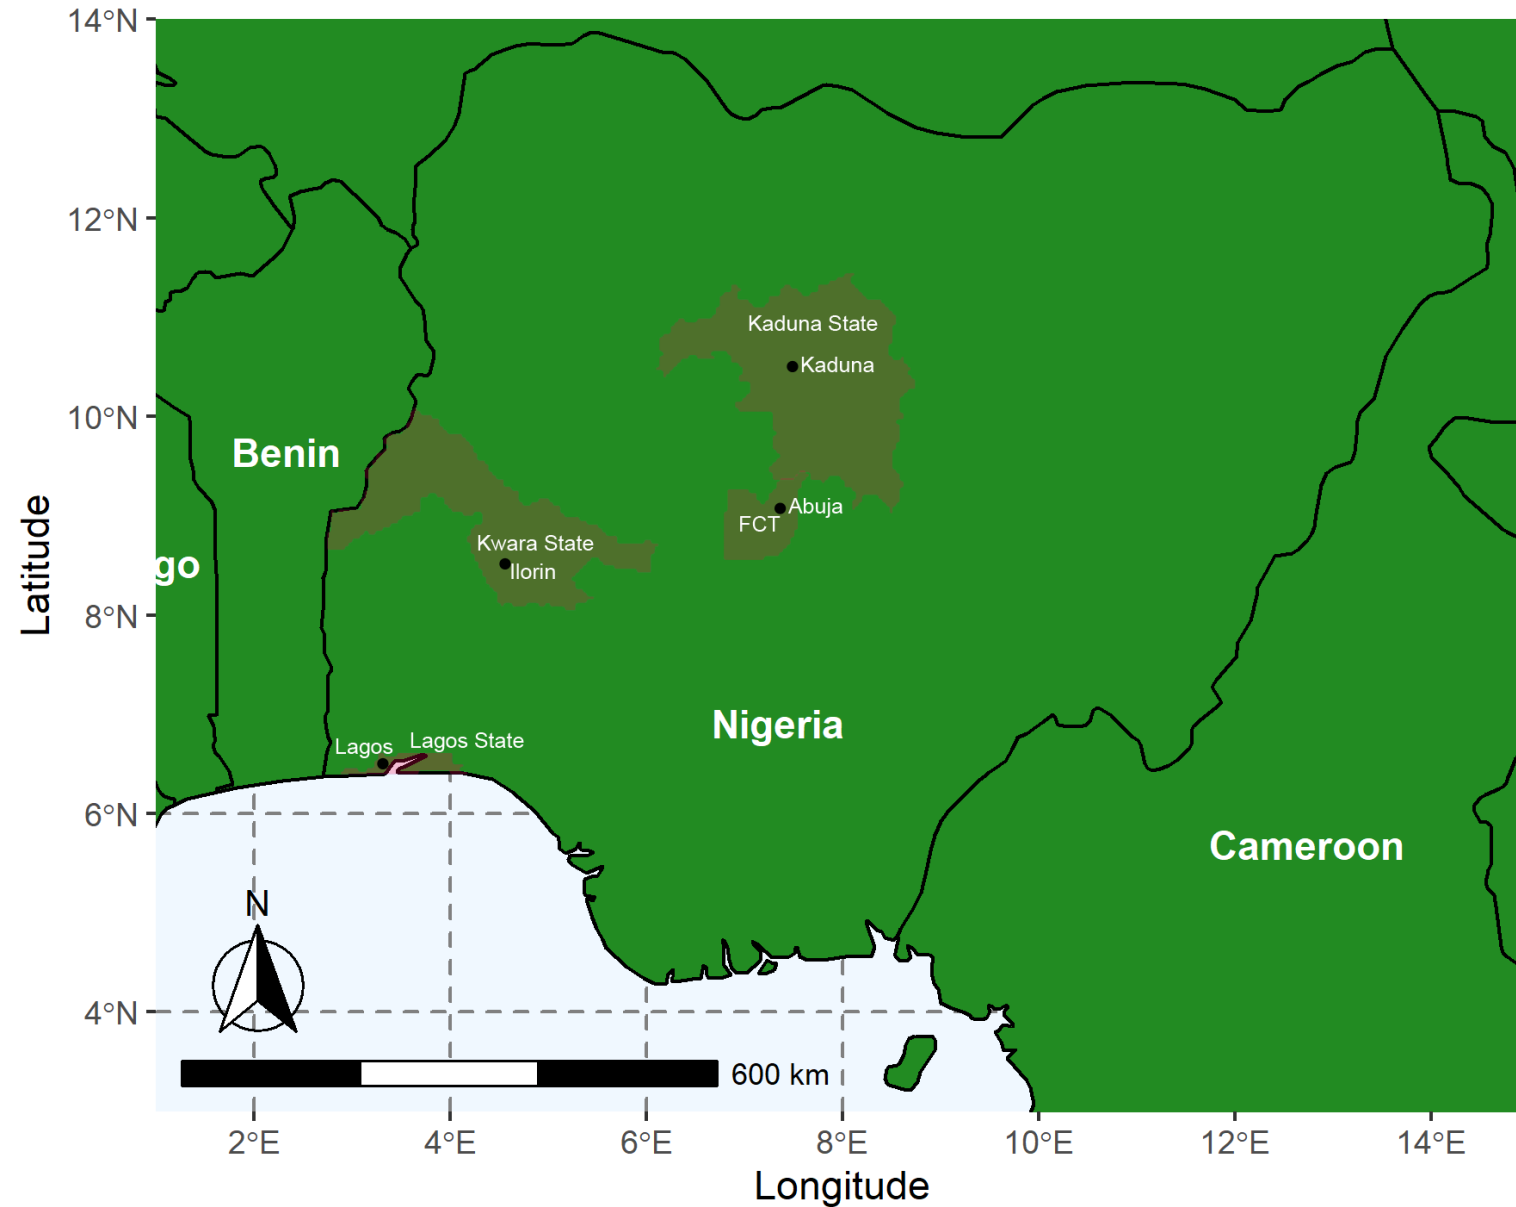 14°N
12°N
10°N
8°N
6°N
4°N
Latitude
Kaduna State
Kaduna
Benin
Abuja
FCT
Kwara State
Ilorin
go
Nigeria
Lagos State
Lagos
Cameroon
N
600 km
2°E 4°E 6°E 8°E 10°E 12°E 14°E
Longitude